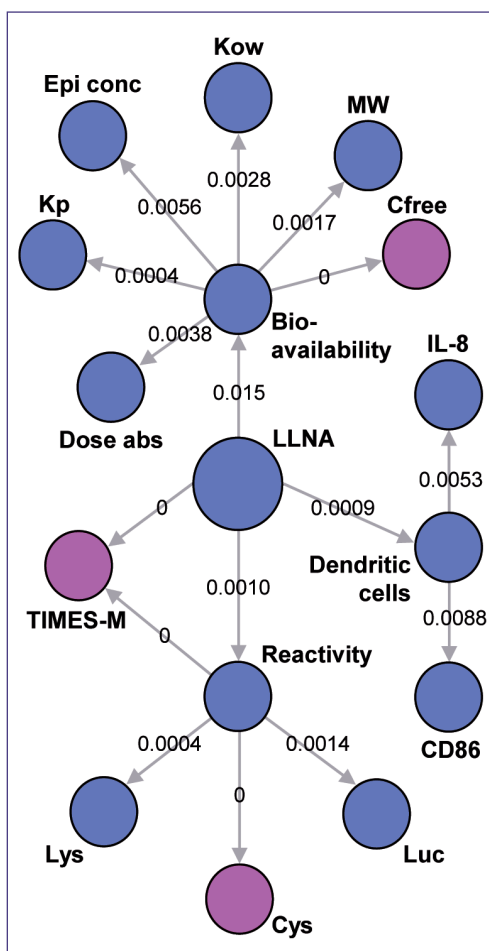 Kow
Epi conc
MW
0.0028
0.0056
0.0017
Kp
Cfree
0.0004
0
Bio-
availability
0.0038
IL-8
Dose abs
0.015
LLNA
0.0053
0
0.0009
Dendritic
cells
0.0010
TIMES-M
0.0088
0
Reactivity
CD86
0.0004
0.0014
0
Lys
Luc
Cys